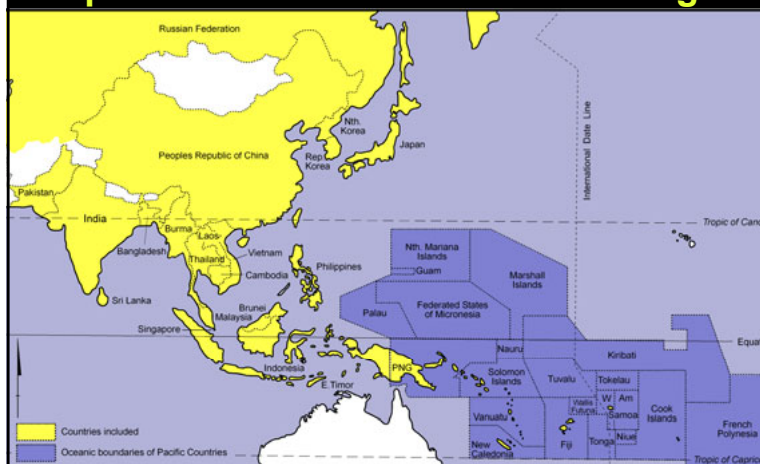 Russian Federation
Nth.
Korea
Japan
Peoples Republic of China
Rep
Korea
Pakistan
India
Burma
Laos
Bangladesh
Thailand
Vietnam
Cambodia
Philippines
Sri Lanka
Brunei
Malaysia
Singapore
Indonesia
E.Timor
PNG
International Date Line
Tropic of
Nth. Mariana
Islands
Guam
Marshall
Islands
Palau
Federated States
of Micronesia
Nauru
Kiribati
Solomon
Islands
Tuvalu
Tokelau
Wallis
Futuna
W
Am
Samoa
Cook
Islands
Vanuatu
French
Polynesia
New
Caledonia
Fiji
Tonga
Niue
Tropic of
Countries included
Oceanic boundaries of Pacific Countries